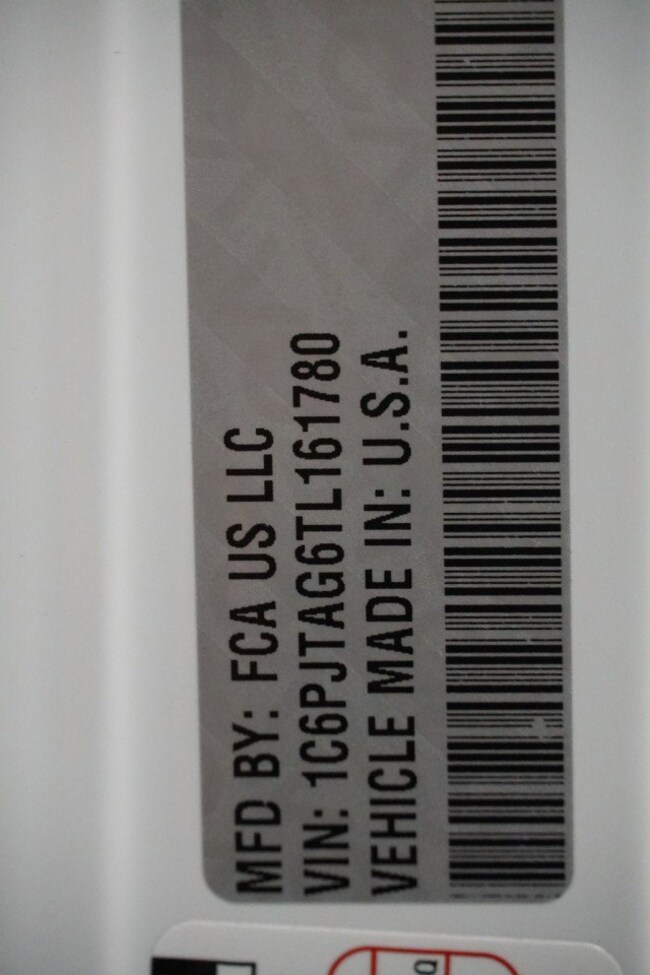 MFD BY: FCA US LLC
VIN: 1C6PJTAG6TL161780
VEHICLE MADE IN: U.S.A.